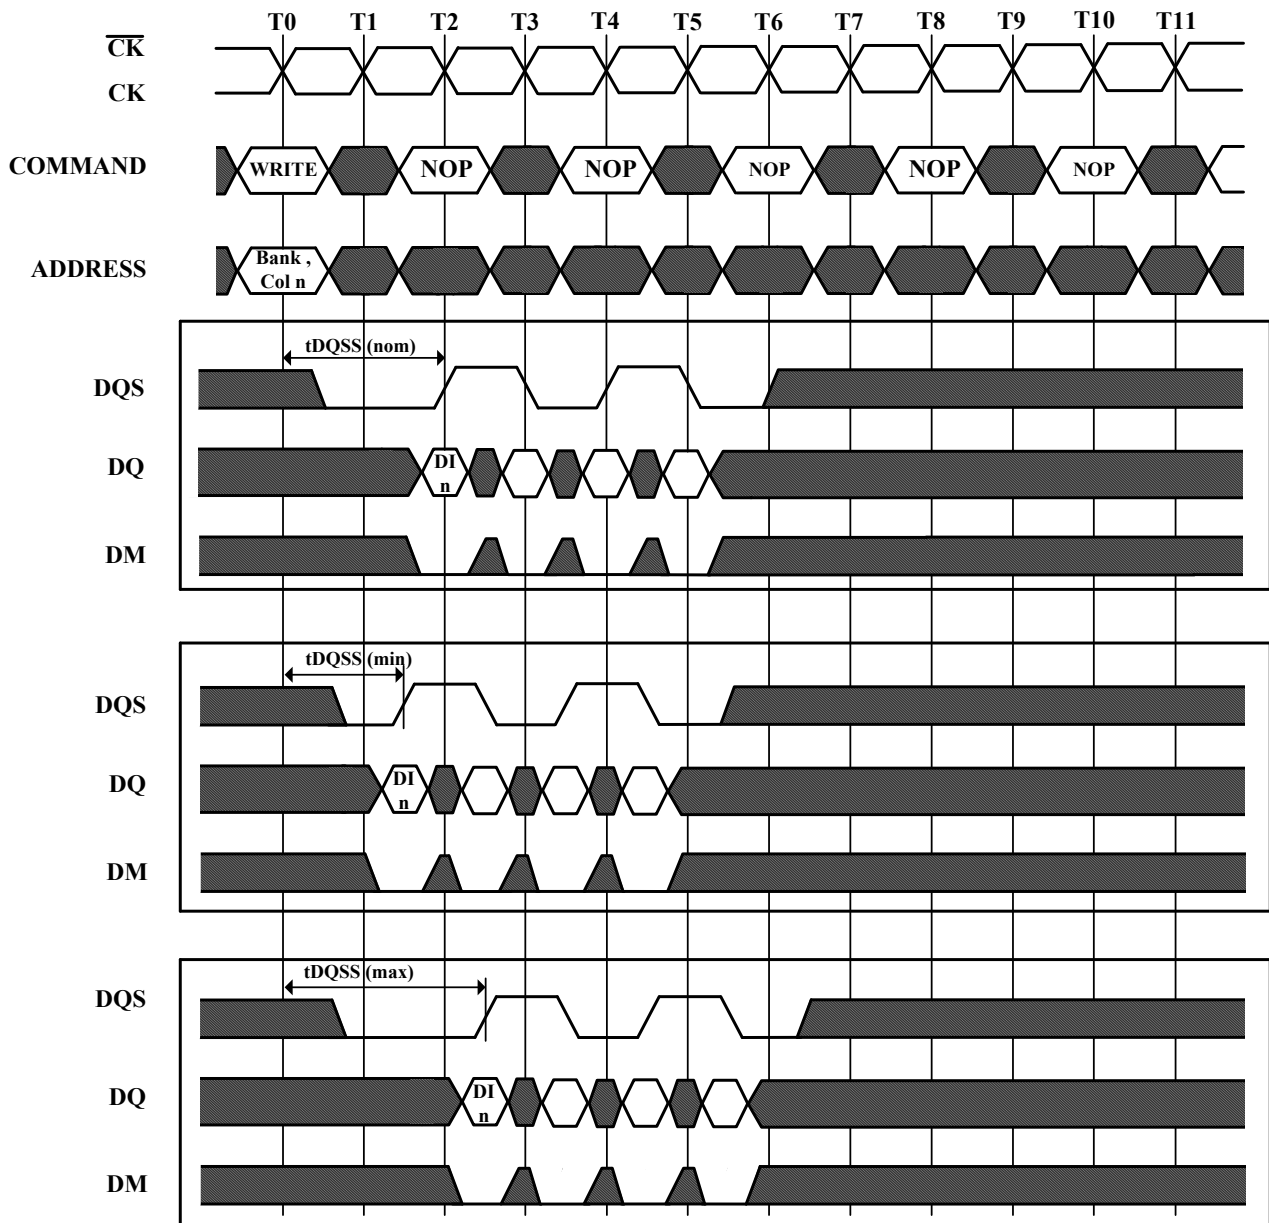 T0 T1 T2 T3 T4 T5 T6 T7 T8 T9 T10 T11
CK
CK
COMMAND WRITE NOP NOP NOP NOP NOP
ADDRESS Bank ,
Col n
tDQSS (nom)
DQS
DQ DI
n
DM
tDQSS (min)
DQS
DQ DI
n
DM
tDQSS (max)
DQS
DQ DI
n
DM